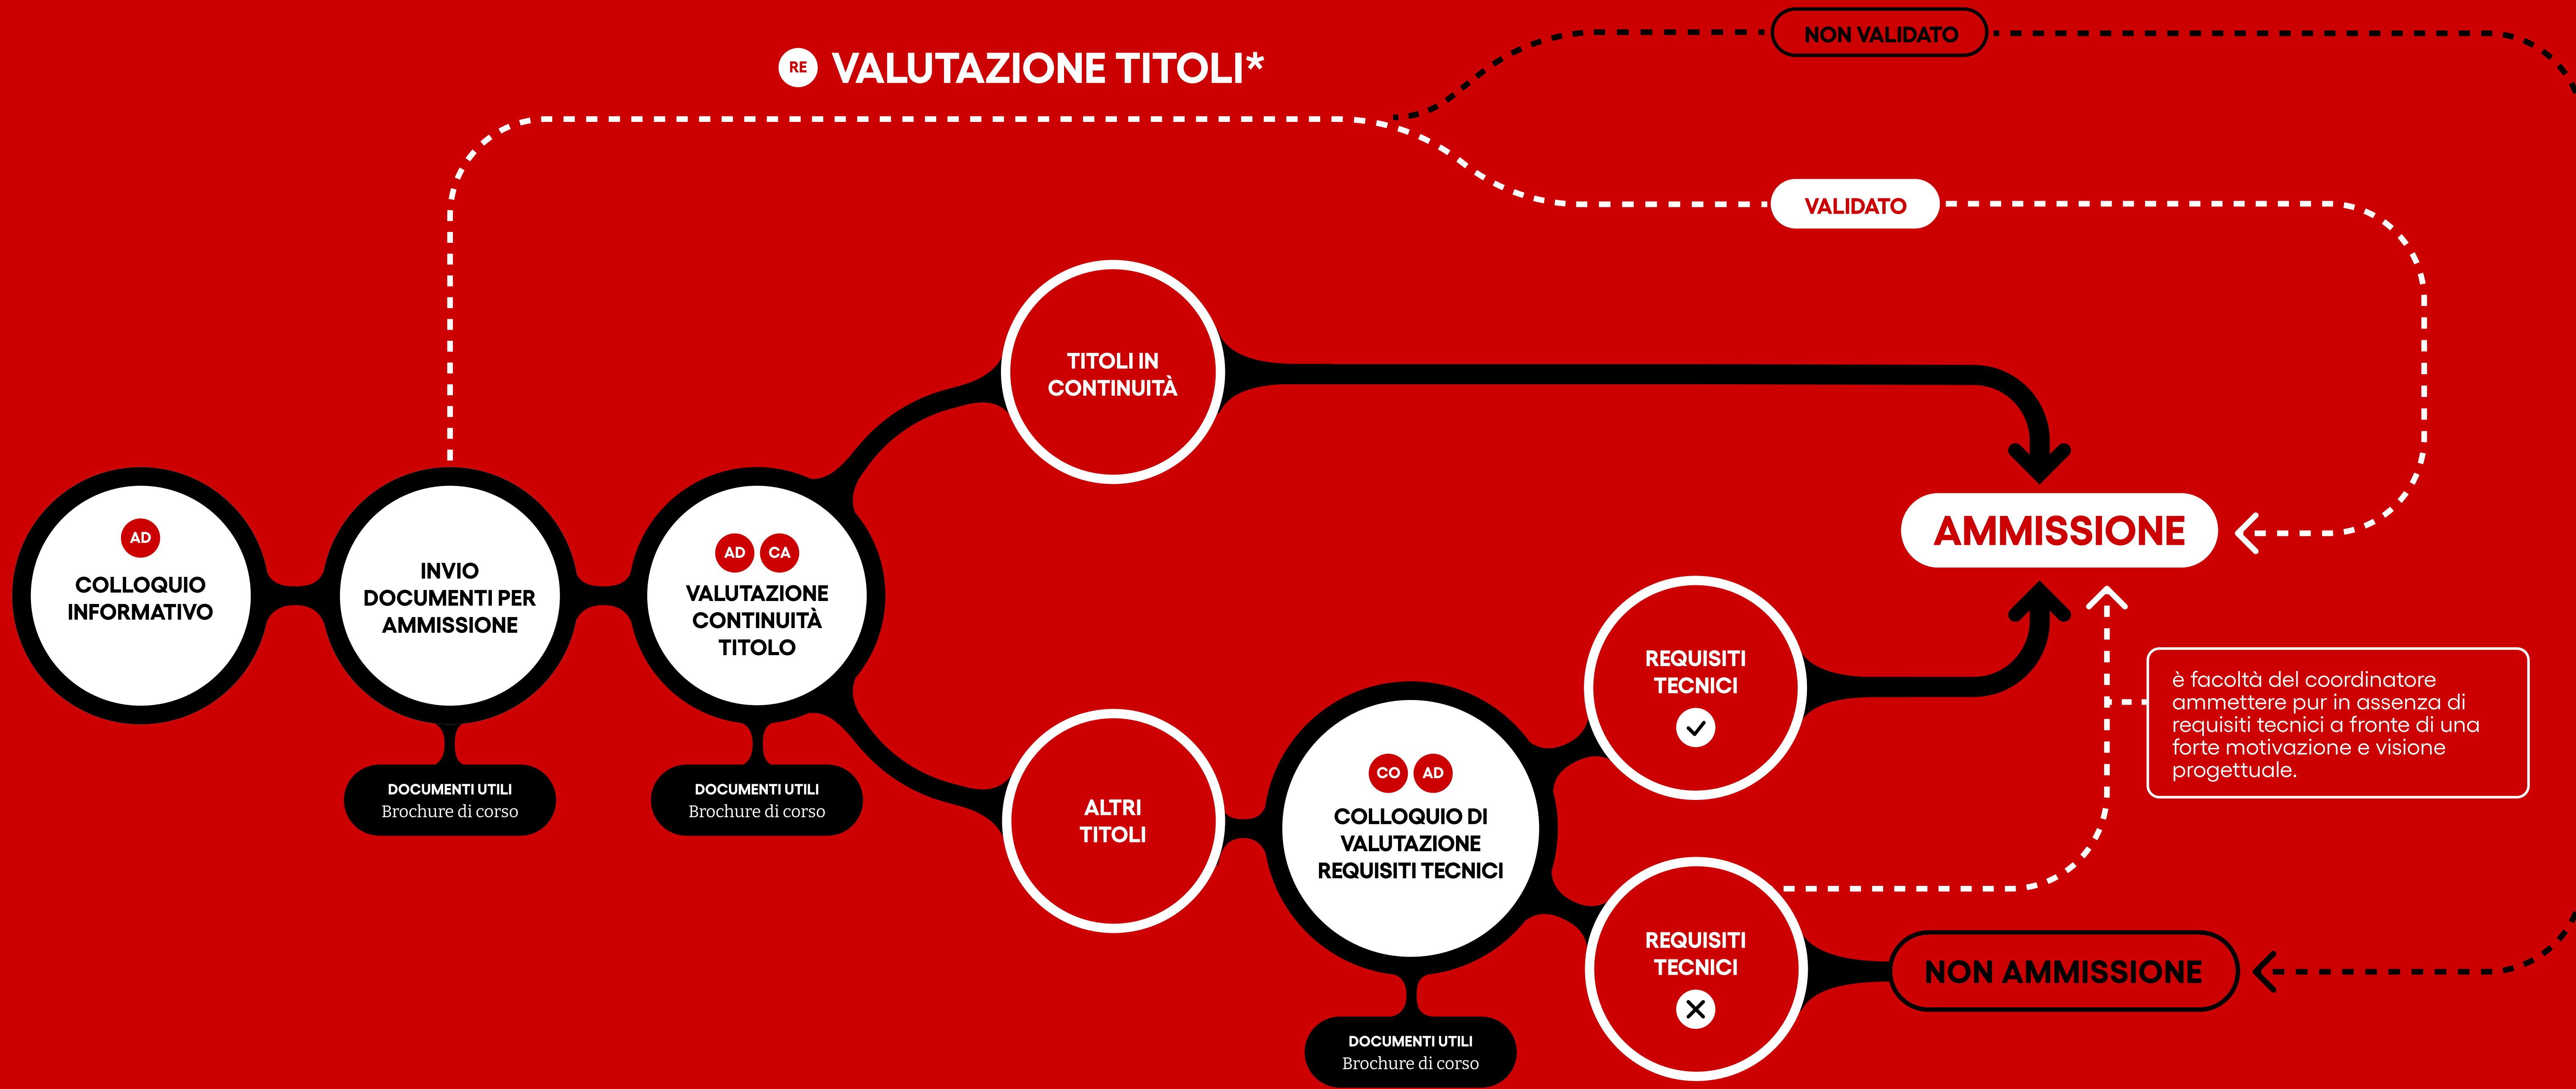 NON VALIDATO
RE VALUTAZIONE TITOLI*
VALIDATO
TITOLI IN
CONTINUITÀ
AD
COLLOQUIO
INFORMATIVO
INVIO
DOCUMENTI PER
AMMISSIONE
DOCUMENTI UTILI
Brochure di corso
AD CA
VALUTAZIONE
CONTINUITÀ
TITOLO
DOCUMENTI UTILI
Brochure di corso
ALTRI
TITOLI
CO AD
COLLOQUIO DI
VALUTAZIONE
REQUISITI TECNICI
DOCUMENTI UTILI
Brochure di corso
REQUISITI
TECNICI
REQUISITI
TECNICI
AMMISSIONE
è facoltà del coordinatore
ammettere pur in assenza di
requisiti tecnici a fronte di una
forte motivazione e visione
progettuale.
NON AMMISSIONE